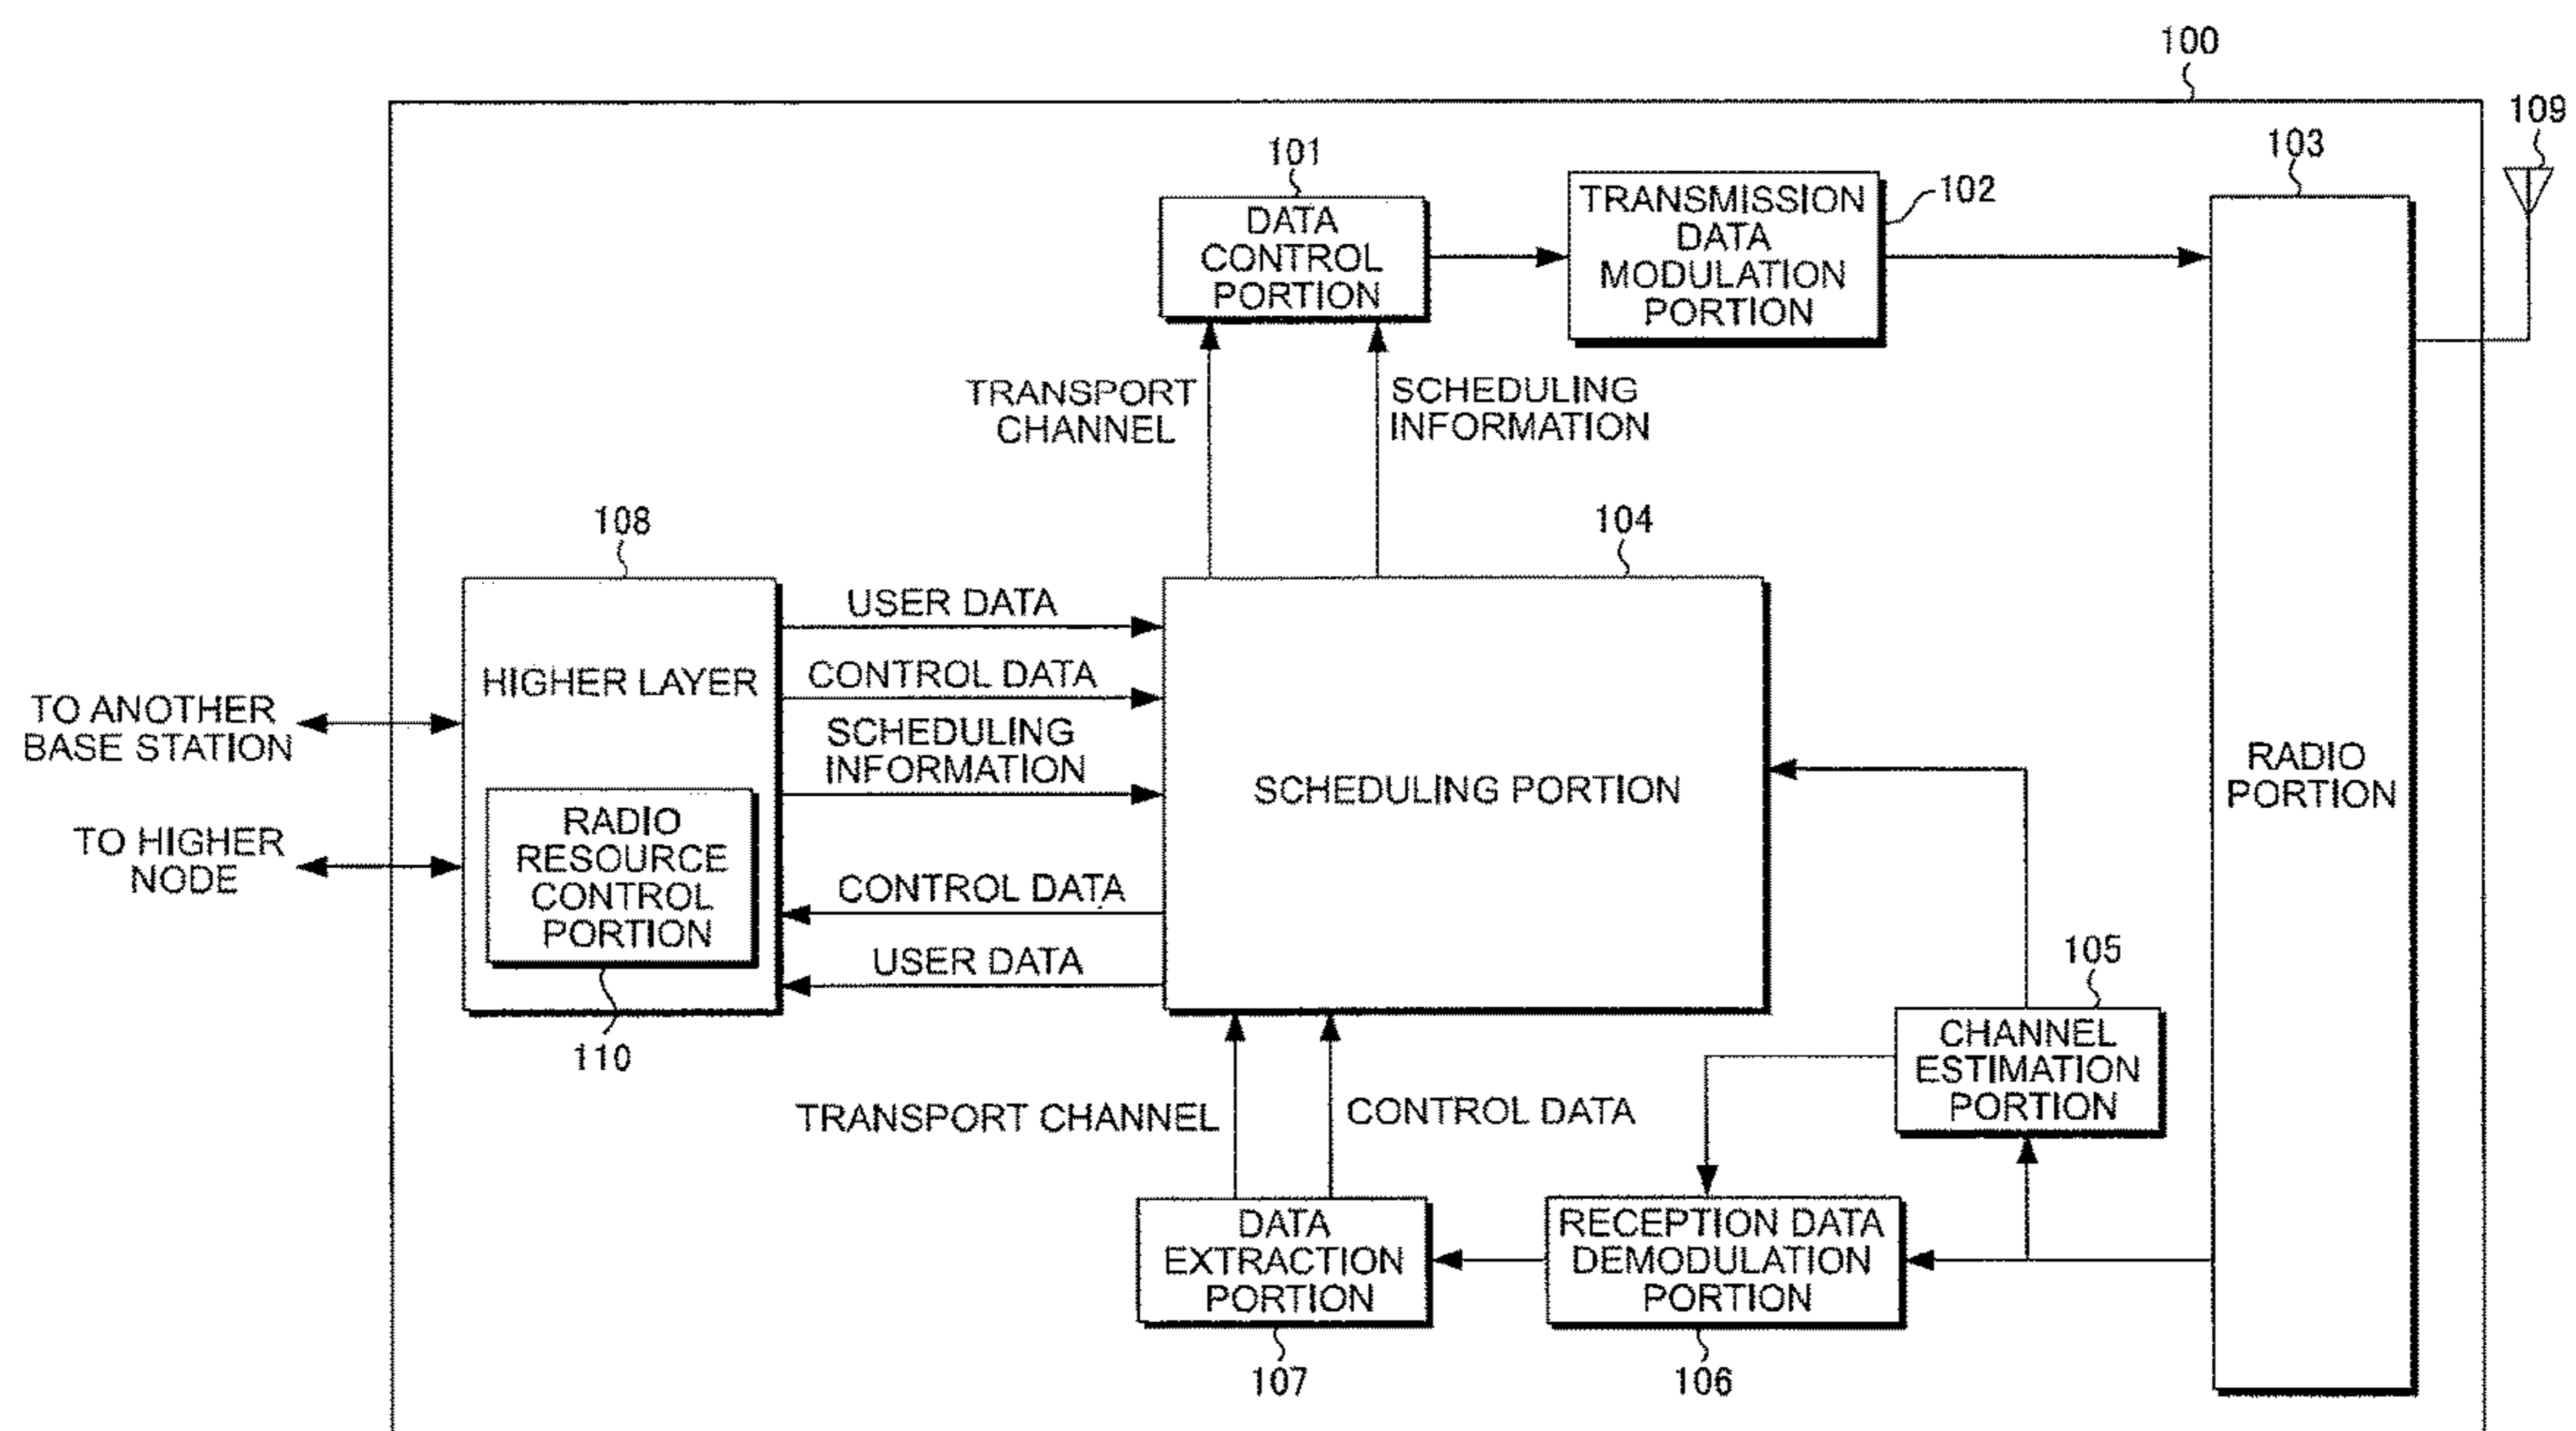 100
109
101
103
DATA
CONTROL
PORTION
TRANSMISSION
DATA
MODULATION
PORTION
102
TRANSPORT
CHANNEL
SCHEDULING
INFORMATION
108
104
USER DATA
HIGHER LAYER
CONTROL DATA
TO ANOTHER
BASE STATION
SCHEDULING
INFORMATION
SCHEDULING PORTION
RADIO
PORTION
TO HIGHER
NODE
RADIO
RESOURCE
CONTROL
PORTION
CONTROL DATA
USER DATA
110
105
CHANNEL
ESTIMATION
PORTION
TRANSPORT CHANNEL
CONTROL DATA
DATA
EXTRACTION
PORTION
RECEPTION DATA
DEMODULATION
PORTION
107
106